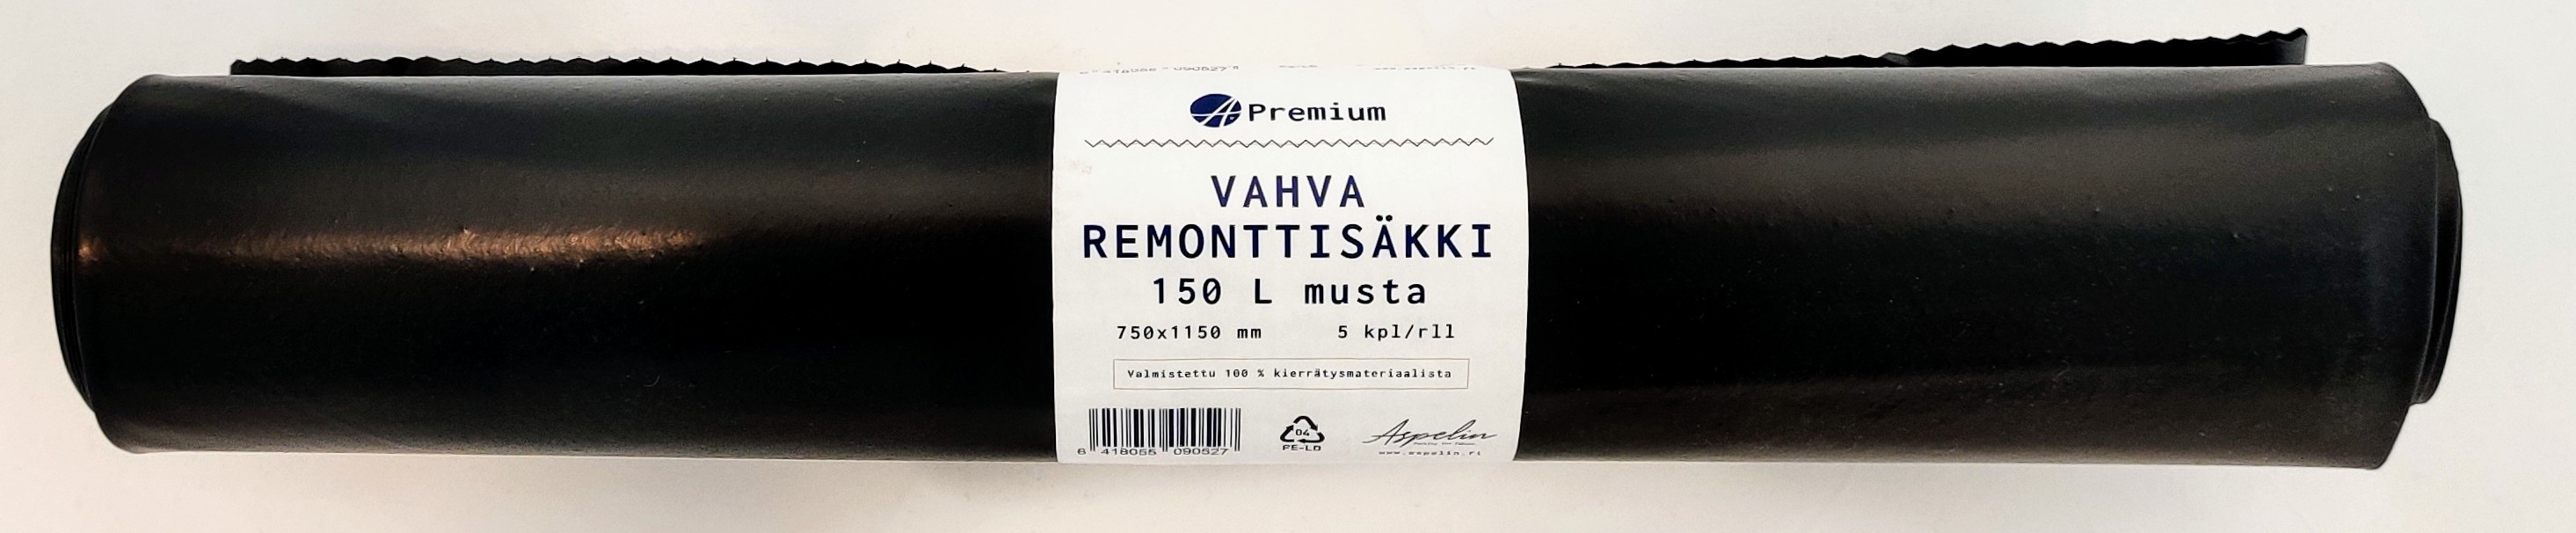 Premium
VAHVA
REMONTTISÄKKI
150 L musta
750x1150 mm 5 kpl/rll
Valmistettu 100 % kierrätysmateriaalista
6 418055 090527
04
PE-LD
Aspelin
www.aspelin.fi